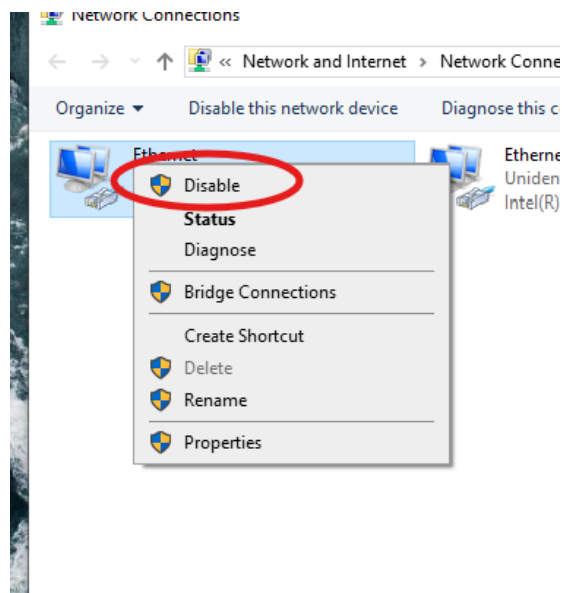 Network Connections
« Network and Internet › Network Conne
Organize Disable this network device Diagnose this c
Ethernet
Disable
Status
Diagnose
Bridge Connections
Create Shortcut
Delete
Rename
Properties
Etherne
Uniden
Intel(R)